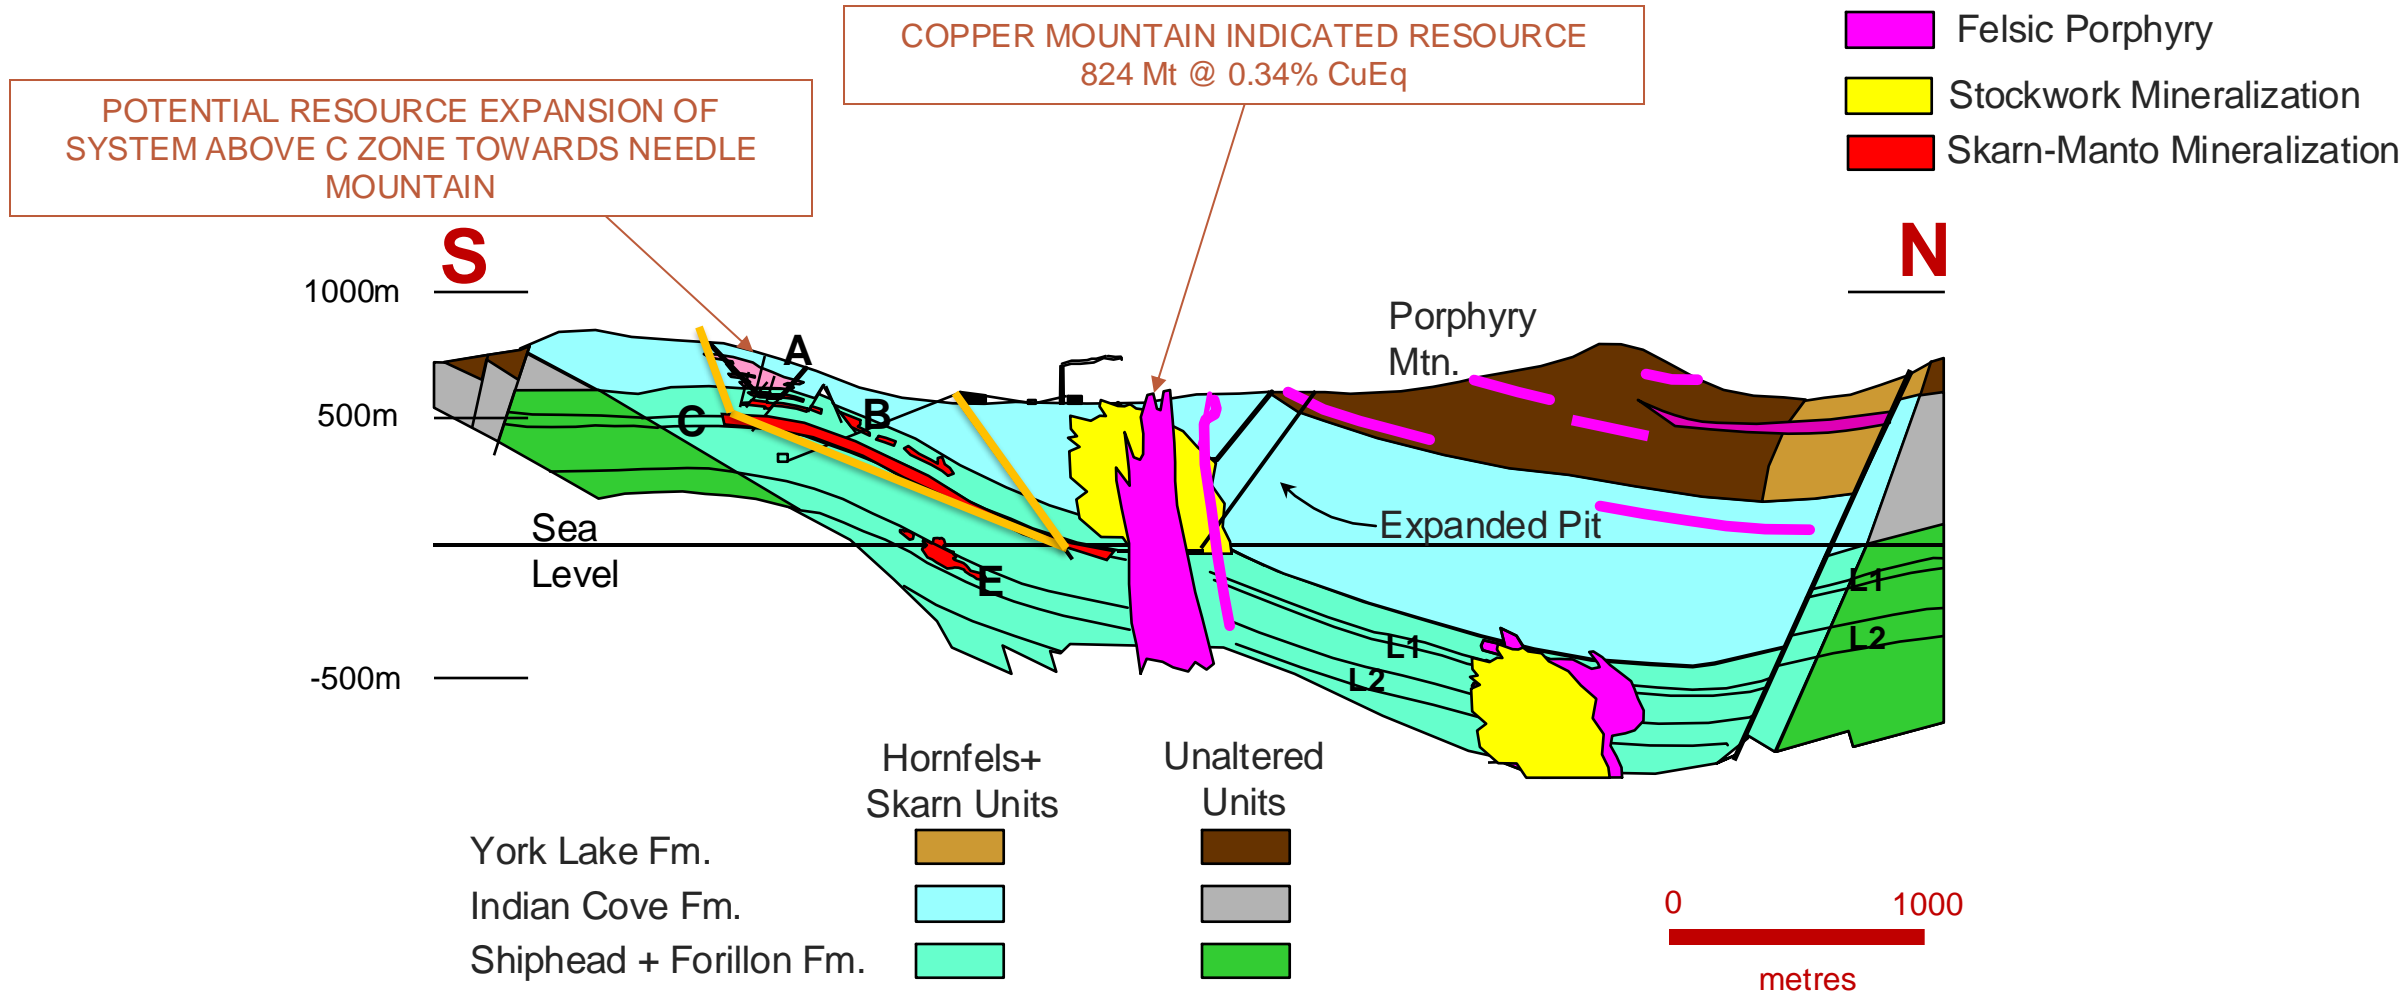 COPPER MOUNTAIN INDICATED RESOURCE
824 Mt @ 0.34% CuEq
POTENTIAL RESOURCE EXPANSION OF
SYSTEM ABOVE C ZONE TOWARDS NEEDLE
MOUNTAIN
Felsic Porphyry
Stockwork Mineralization
Skarn-Manto Mineralization
S
N
1000m
500m
Sea
Level
-500m
A
B
C
E
Porphyry
Mtn.
Expanded Pit
L1
L2
L1
L2
Hornfels+
Skarn Units
Unaltered
Units
York Lake Fm.
Indian Cove Fm.
Shiphead + Forillon Fm.
0
1000
metres